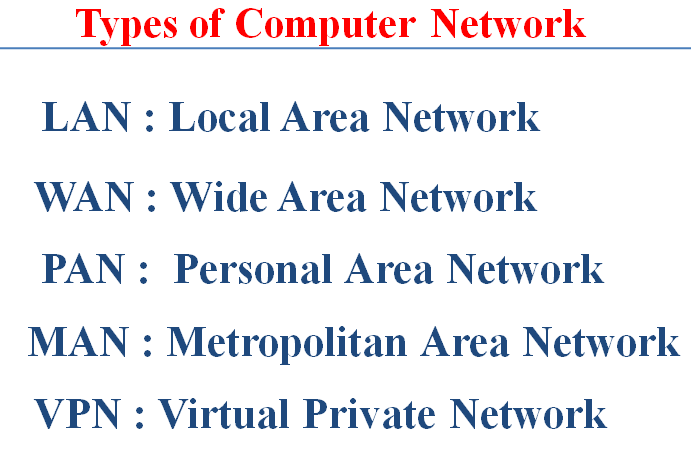 Types of Computer Network
LAN : Local Area Network
WAN : Wide Area Network
PAN : Personal Area Network
MAN : Metropolitan Area Network
VPN : Virtual Private Network